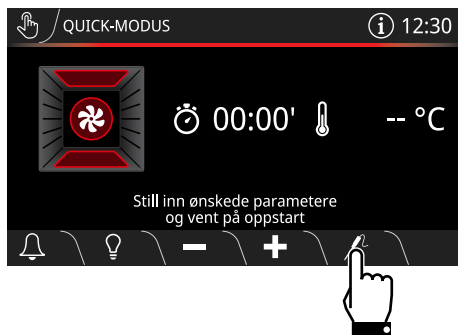 QUICK-MODUS
i 12:30
00:00' -- °C
Still inn ønskede parametere
og vent på oppstart